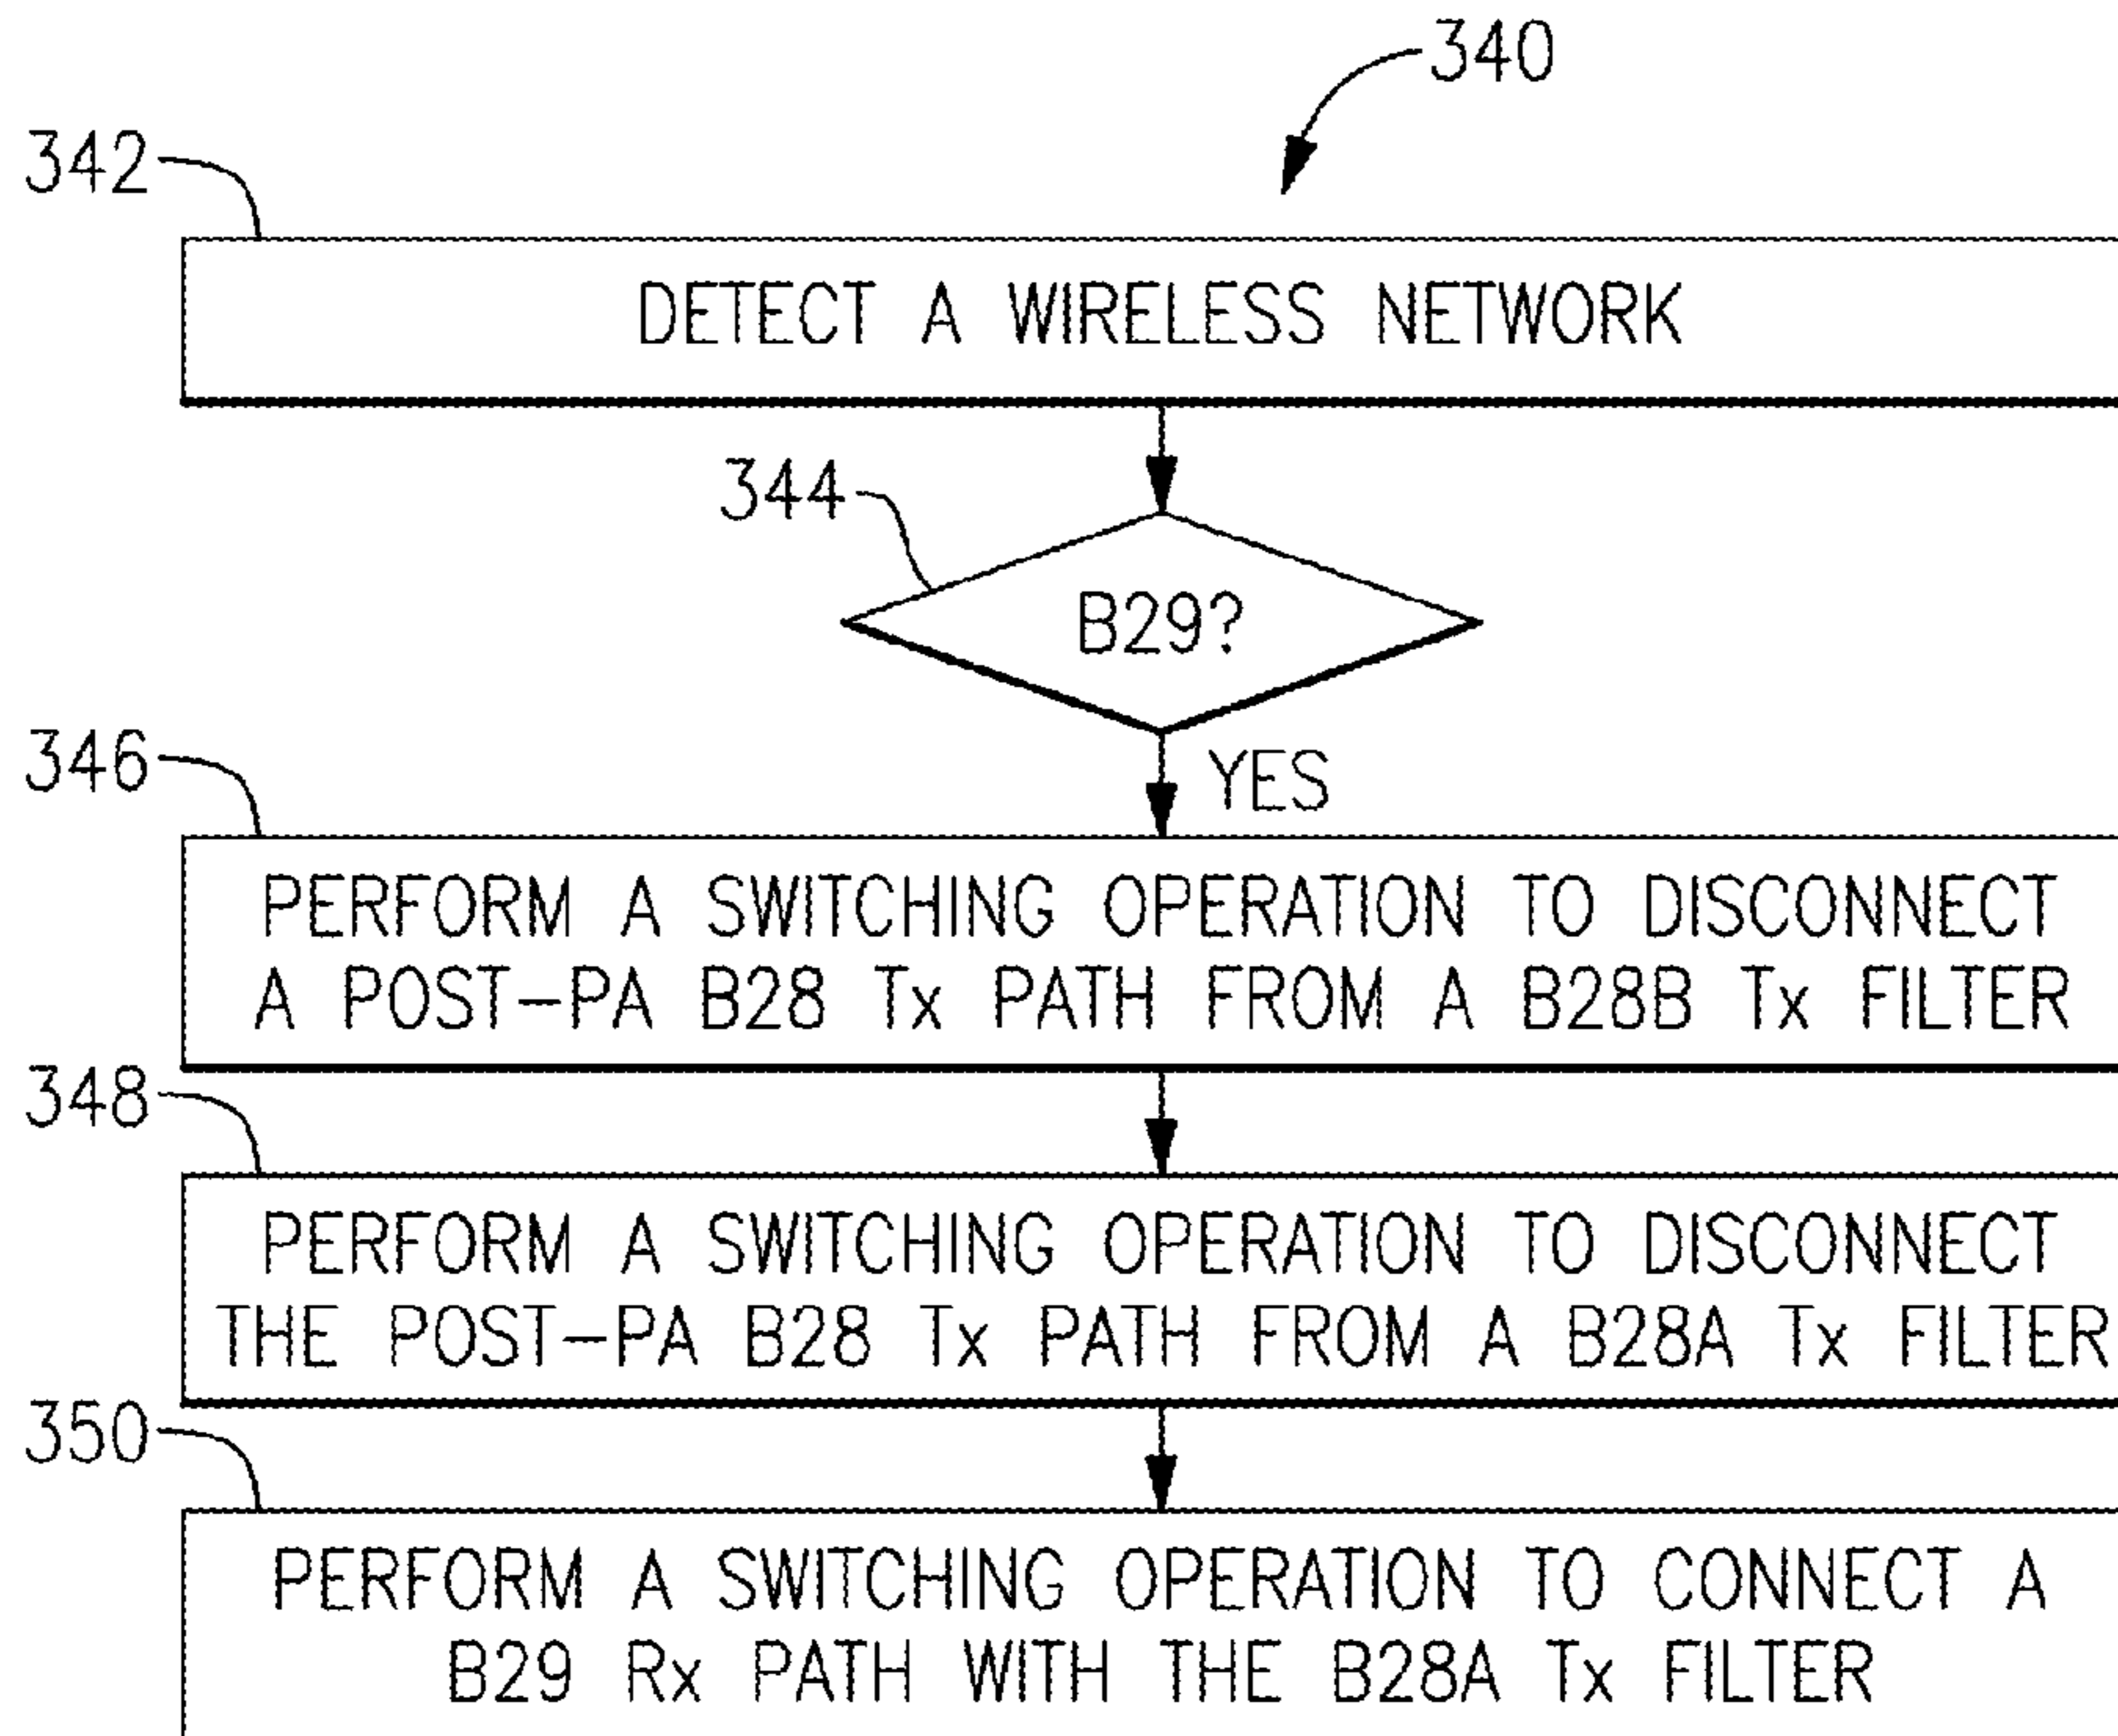 340
342
DETECT A WIRELESS NETWORK
344
B29?
346
YES
PERFORM A SWITCHING OPERATION TO DISCONNECT
A POST-PA B28 Tx PATH FROM A B28B Tx FILTER
348
PERFORM A SWITCHING OPERATION TO DISCONNECT
THE POST-PA B28 Tx PATH FROM A B28A Tx FILTER
350
PERFORM A SWITCHING OPERATION TO CONNECT A
B29 Rx PATH WITH THE B28A Tx FILTER